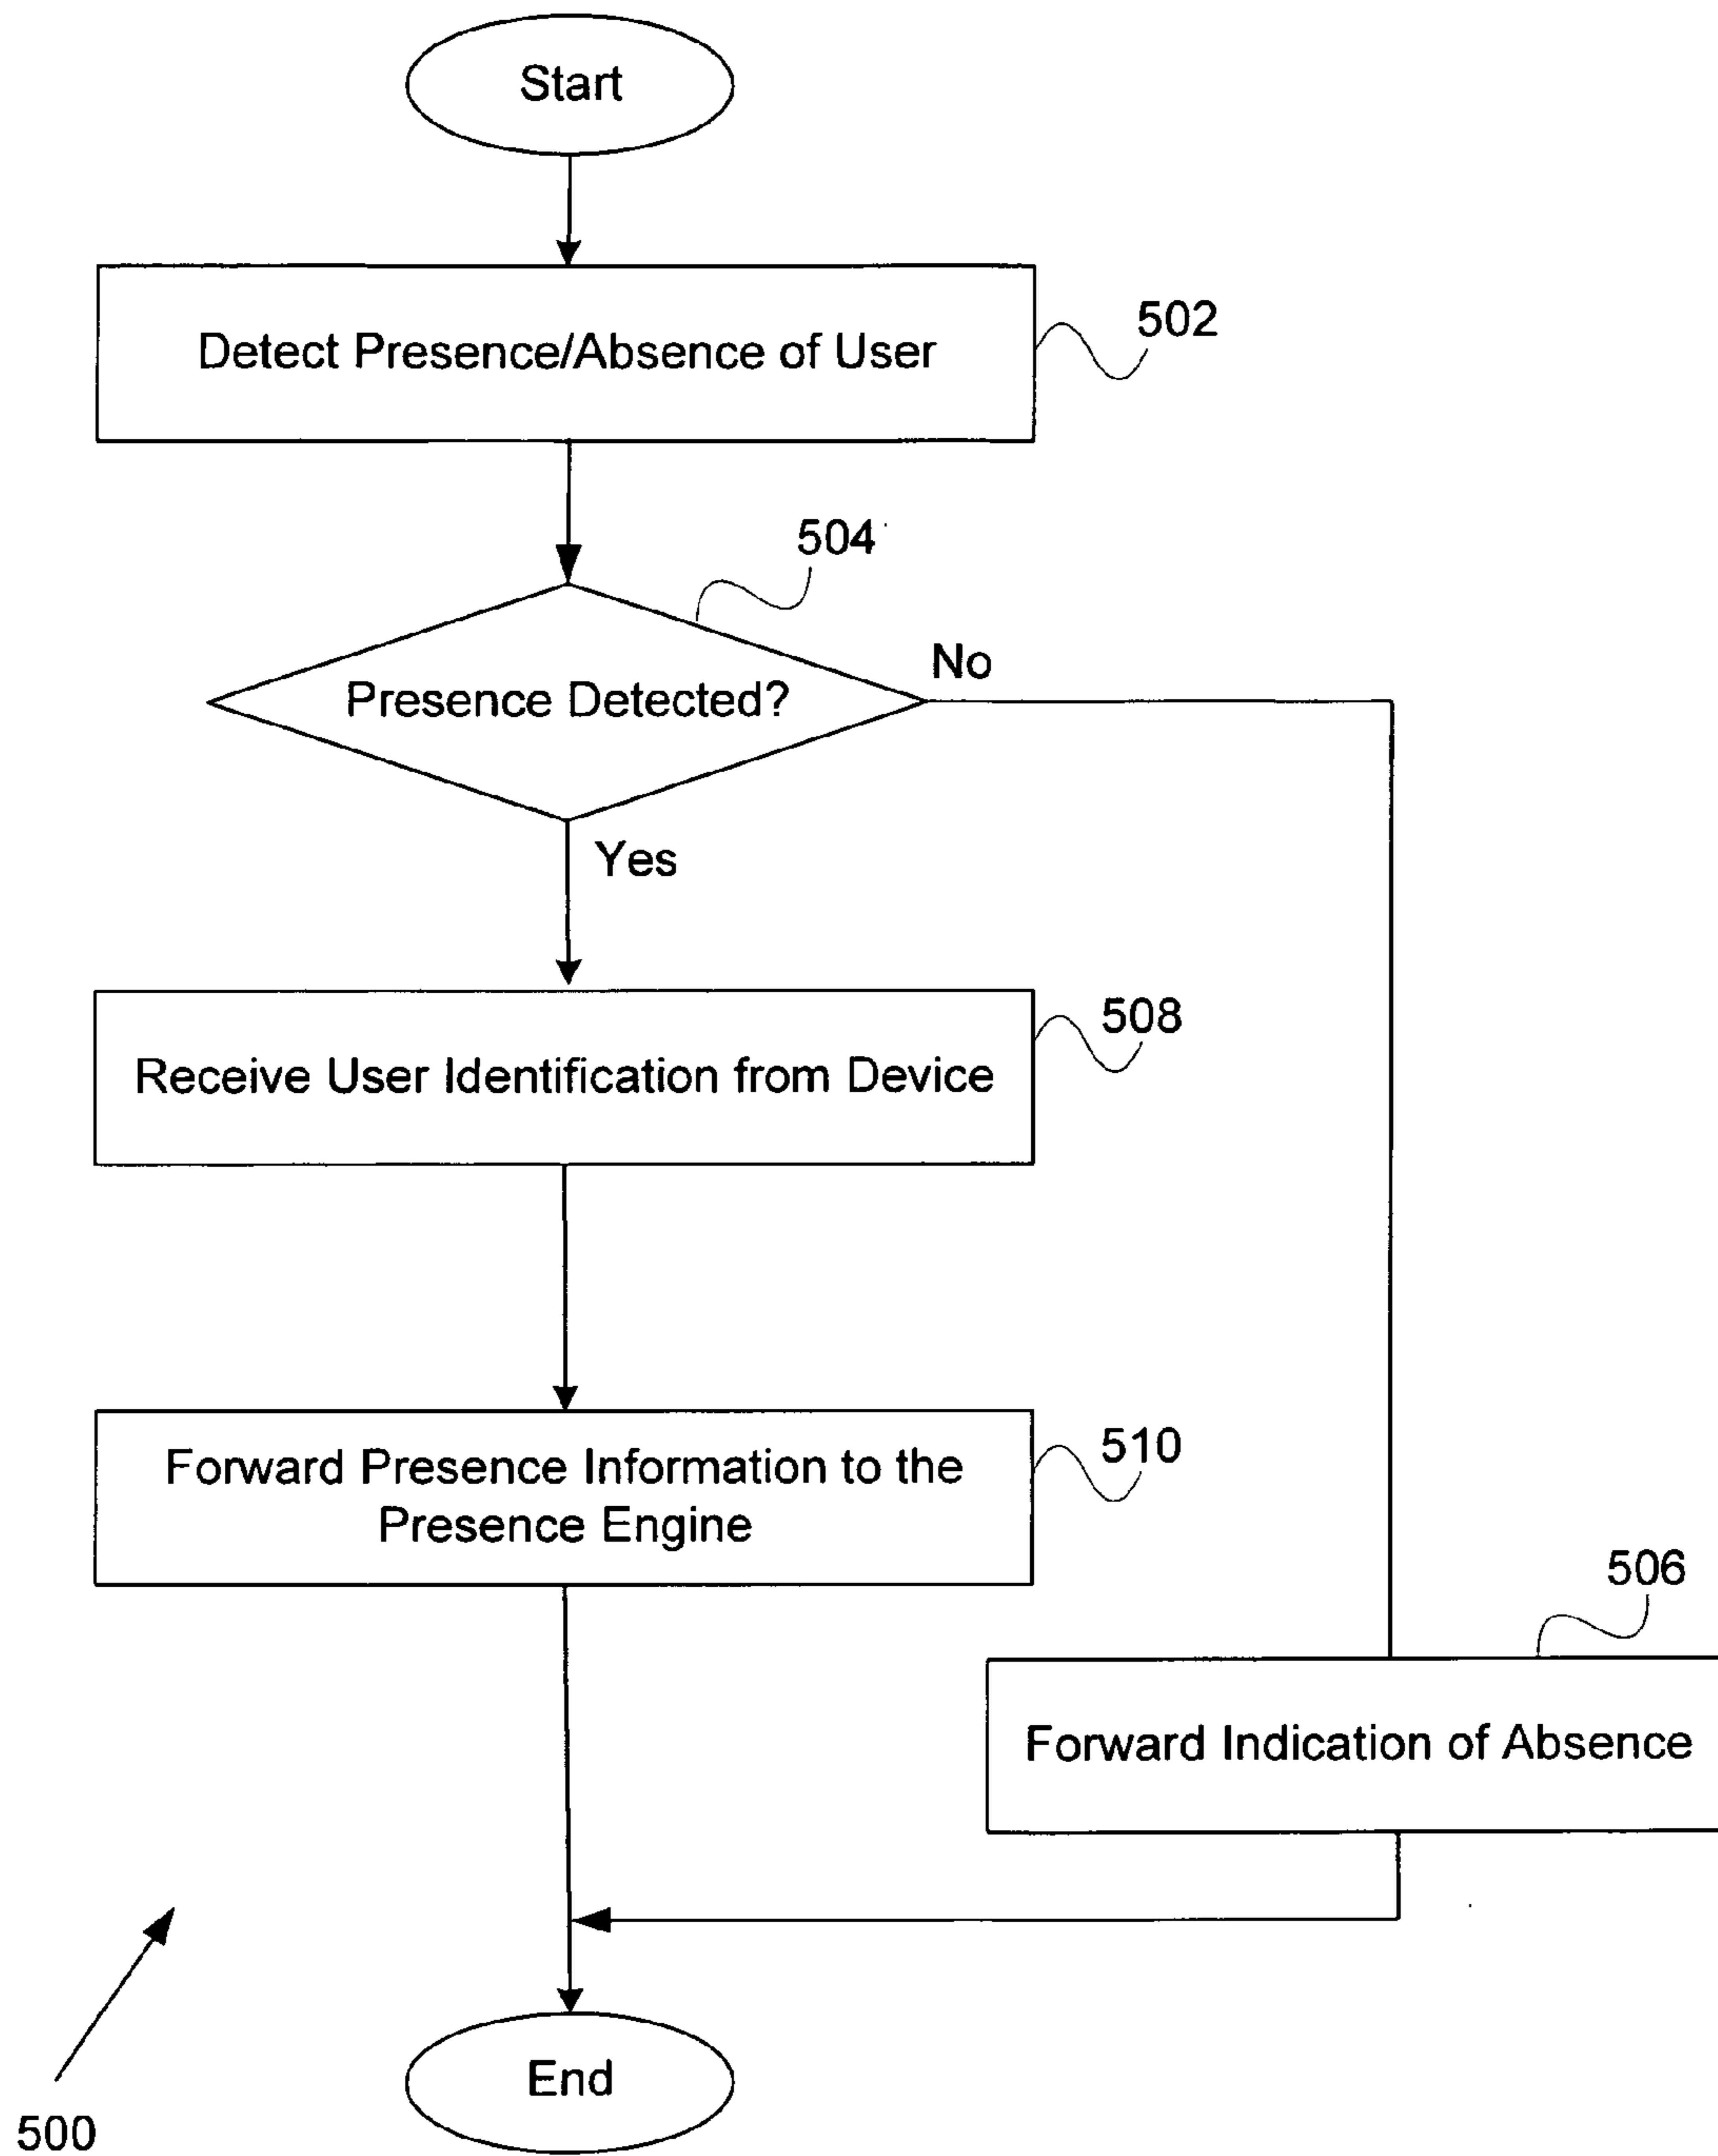 Start
Detect Presence/Absence of User
502
504
Presence Detected?
No
Yes
Receive User Identification from Device
508
Forward Presence Information to the
Presence Engine
510
506
Forward Indication of Absence
End
500